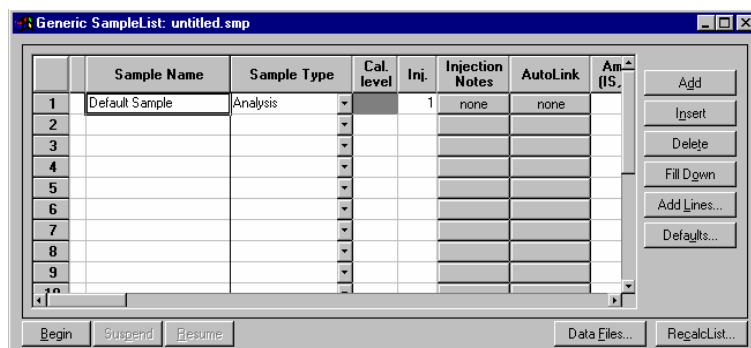 Generic SampleList: untitled.smp
Sample Name Sample Type Cal. level Inj. Injection Notes AutoLink (IS,
1 Default Sample Analysis 1 none none
2
3
4
5
6
7
8
9
Add
Insert
Delete
Fill Down
Add Lines...
Defaults...
Begin Suspend Resume Data Files... RecalcList...